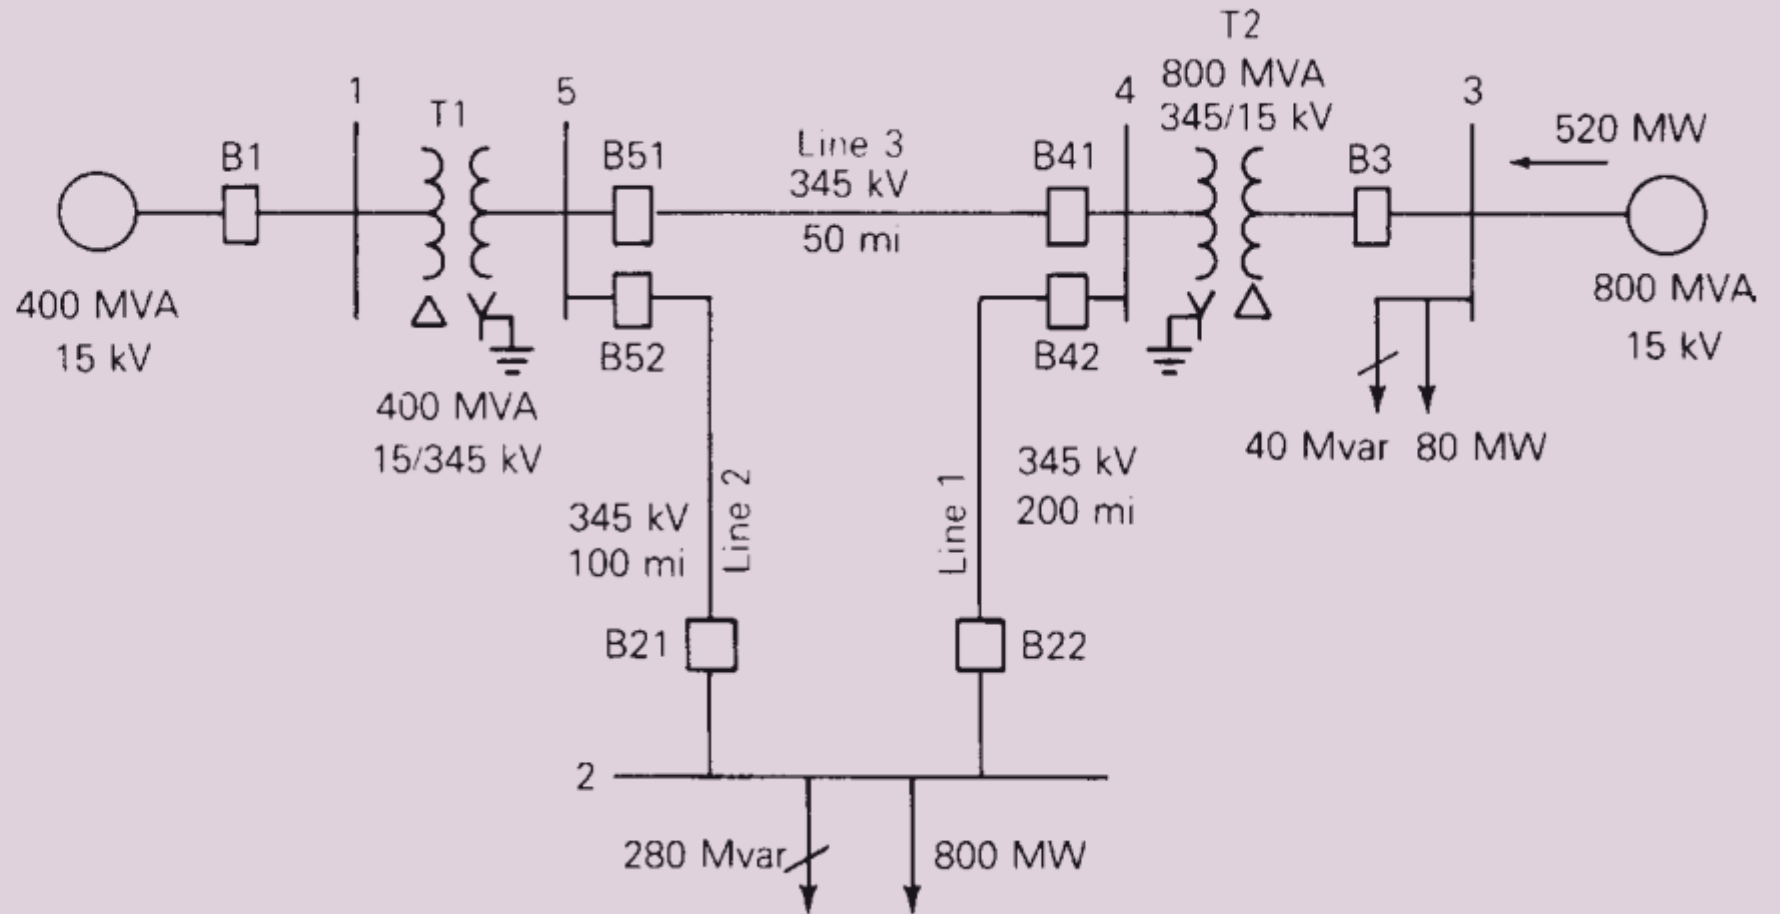 T2
800 MVA
345/15 kV
1
T1
5
4
3
B1
B51
Line 3
345 kV
50 mi
B41
B3
520 MW
400 MVA
15 kV
B52
B42
800 MVA
15 kV
400 MVA
15/345 kV
40 Mvar 80 MW
345 kV
100 mi
Line 2
Line 1
345 kV
200 mi
B21
B22
2
280 Mvar
800 MW